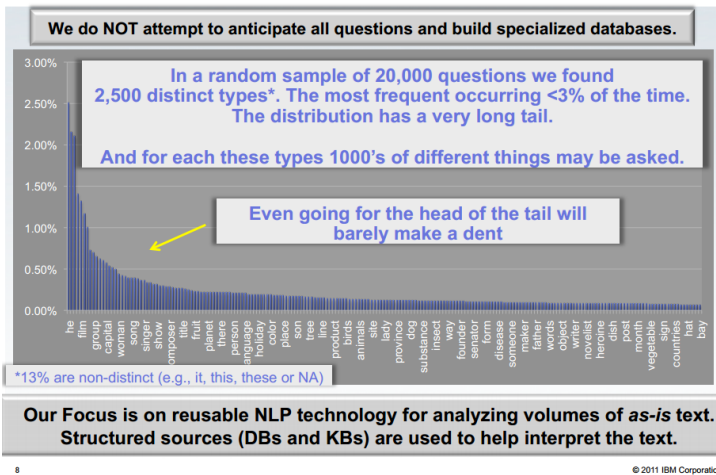 We do NOT attempt to anticipate all questions and build specialized databases.
3.00%
2.50%
2.00%
1.50%
1.00%
0.50%
0.00%
In a random sample of 20,000 questions we found
2,500 distinct types*. The most frequent occurring <3% of the time.
The distribution has a very long tail.
And for each these types 1000's of different things may be asked.
Even going for the head of the tail will
barely make a dent
he
film
group
capital
woman
song
singer
show
omposer
title
fruit
planet
there
person
anguage
holiday
color
place
son
tree
line
product
birds
animals
site
lady
province
dog
substance
insect
way
founder
senator
form
disease
someone
maker
father
words
object
writer
novelist
heroine
dish
post
month
vegetable
sign
countries
hat
bay
*13% are non-distinct (e.g., it, this, these or NA)
Our Focus is on reusable NLP technology for analyzing volumes of as-is text.
Structured sources (DBs and KBs) are used to help interpret the text.
8
© 2011 IBM Corporatio